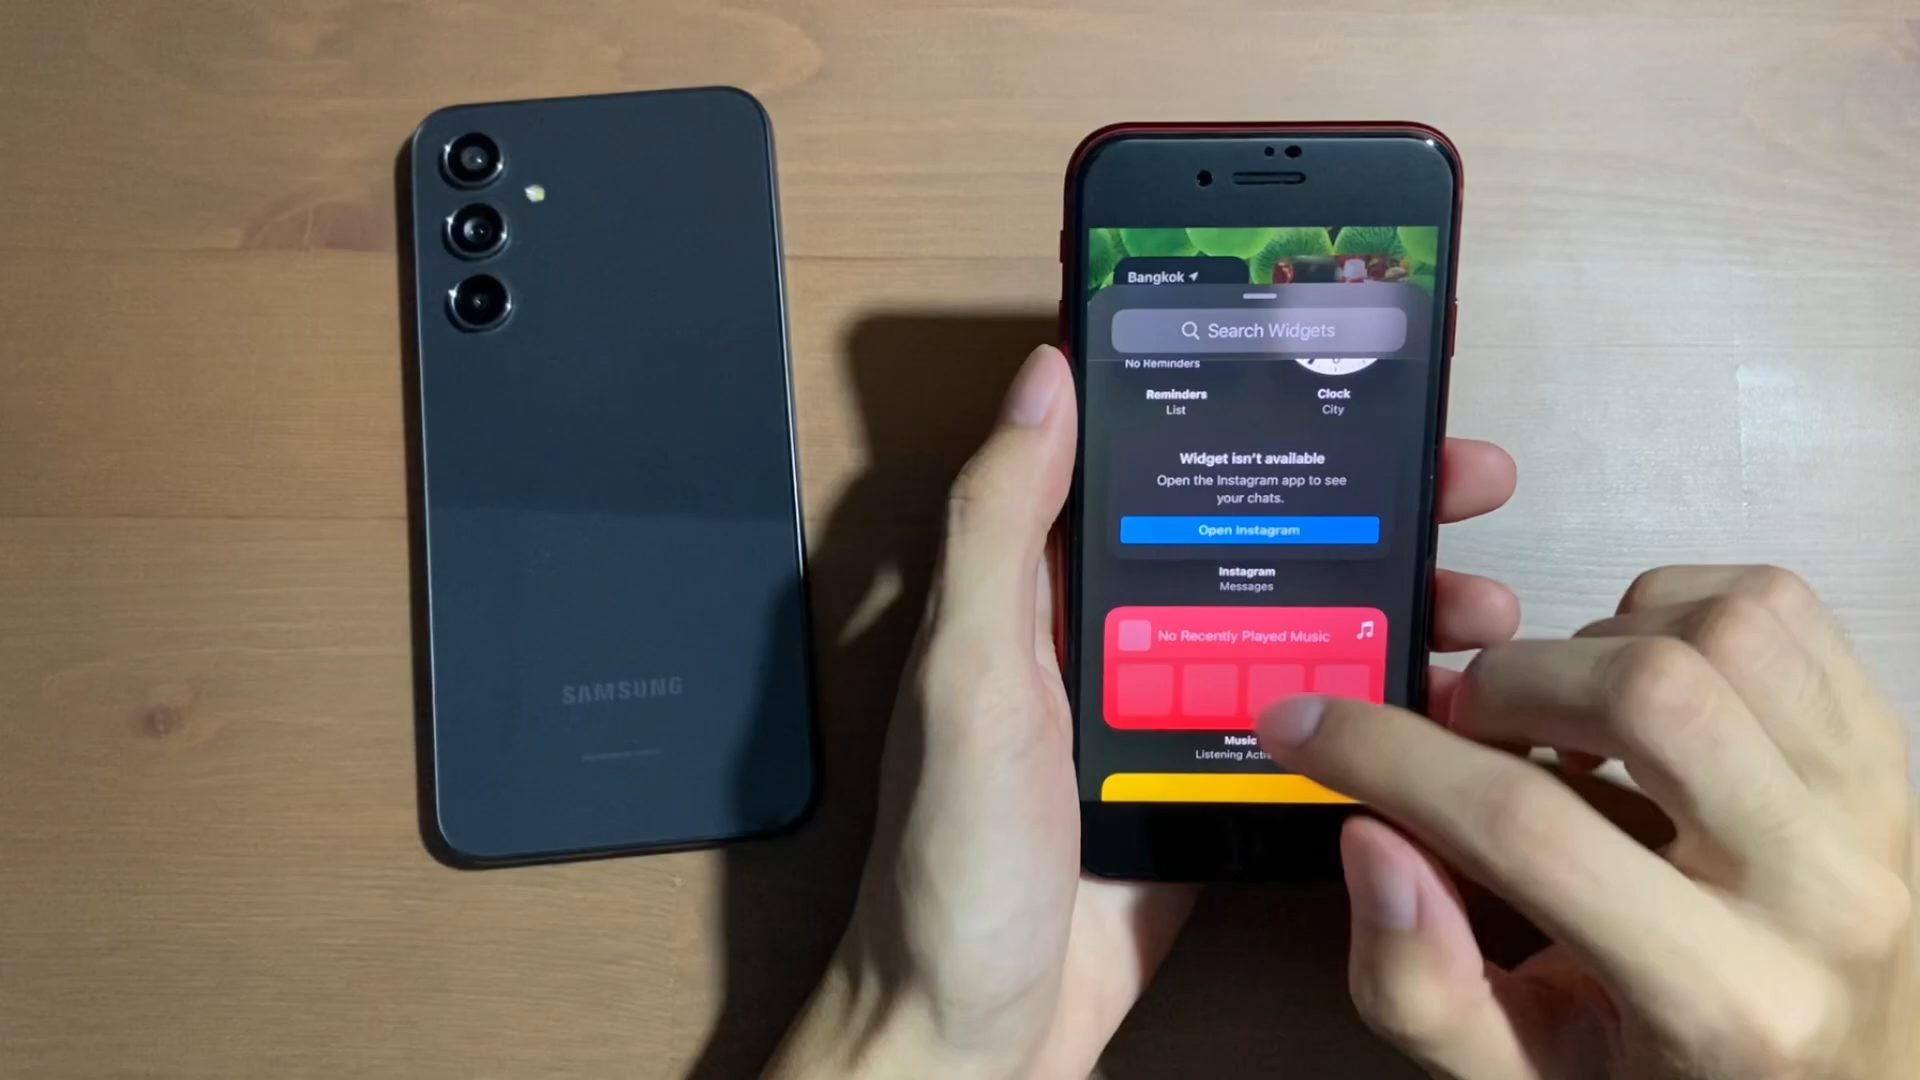 SAMSUNG
Bangkok
Search Widgets
No Reminders
Reminders
List
Clock
City
Widget isn't available
Open the Instagram app to see
your chats.
Open Instagram
Instagram
Messages
No Recently Played Music
Music
Listening